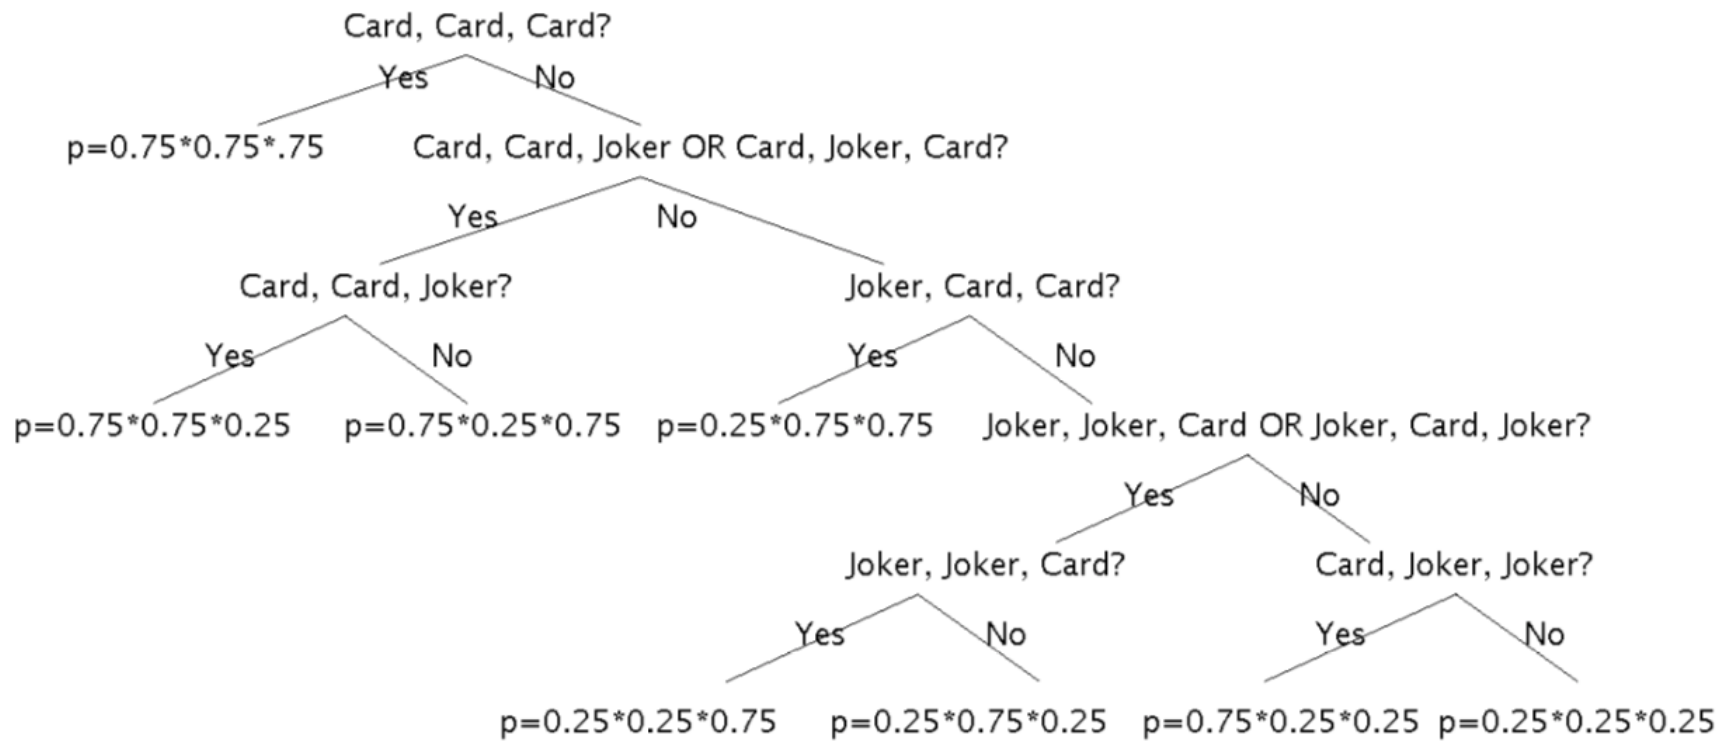 Card, Card, Card?
Yes No
p=0.75*0.75*.75 Card, Card, Joker OR Card, Joker, Card?
Yes No
Card, Card, Joker? Joker, Card, Card?
Yes No Yes No
p=0.75*0.75*0.25 p=0.75*0.25*0.75 p=0.25*0.75*0.75 Joker, Joker, Card OR Joker, Card, Joker?
Yes No
Joker, Joker, Card? Card, Joker, Joker?
Yes No Yes No
p=0.25*0.25*0.75 p=0.25*0.75*0.25 p=0.75*0.25*0.25 p=0.25*0.25*0.25